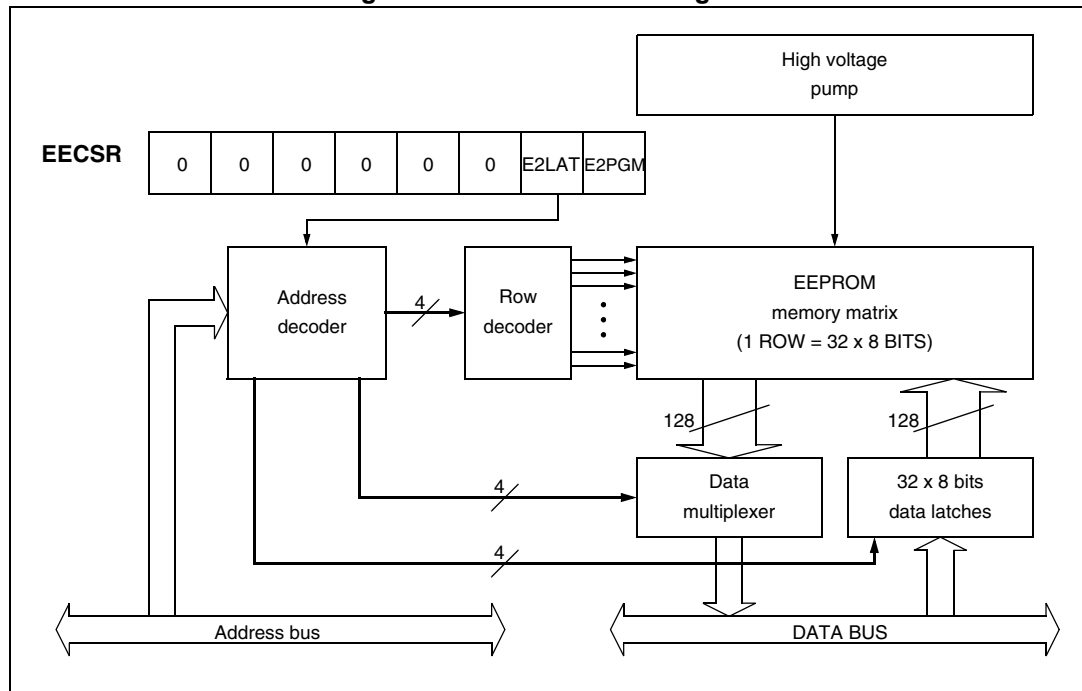 High voltage
pump
EECSR
0 0 0 0 0 0 E2LAT E2PGM
Address
decoder
4
Row
decoder
EEPROM
memory matrix
(1 ROW = 32 x 8 BITS)
128
128
4
Data
multiplexer
32 x 8 bits
data latches
4
Address bus
DATA BUS